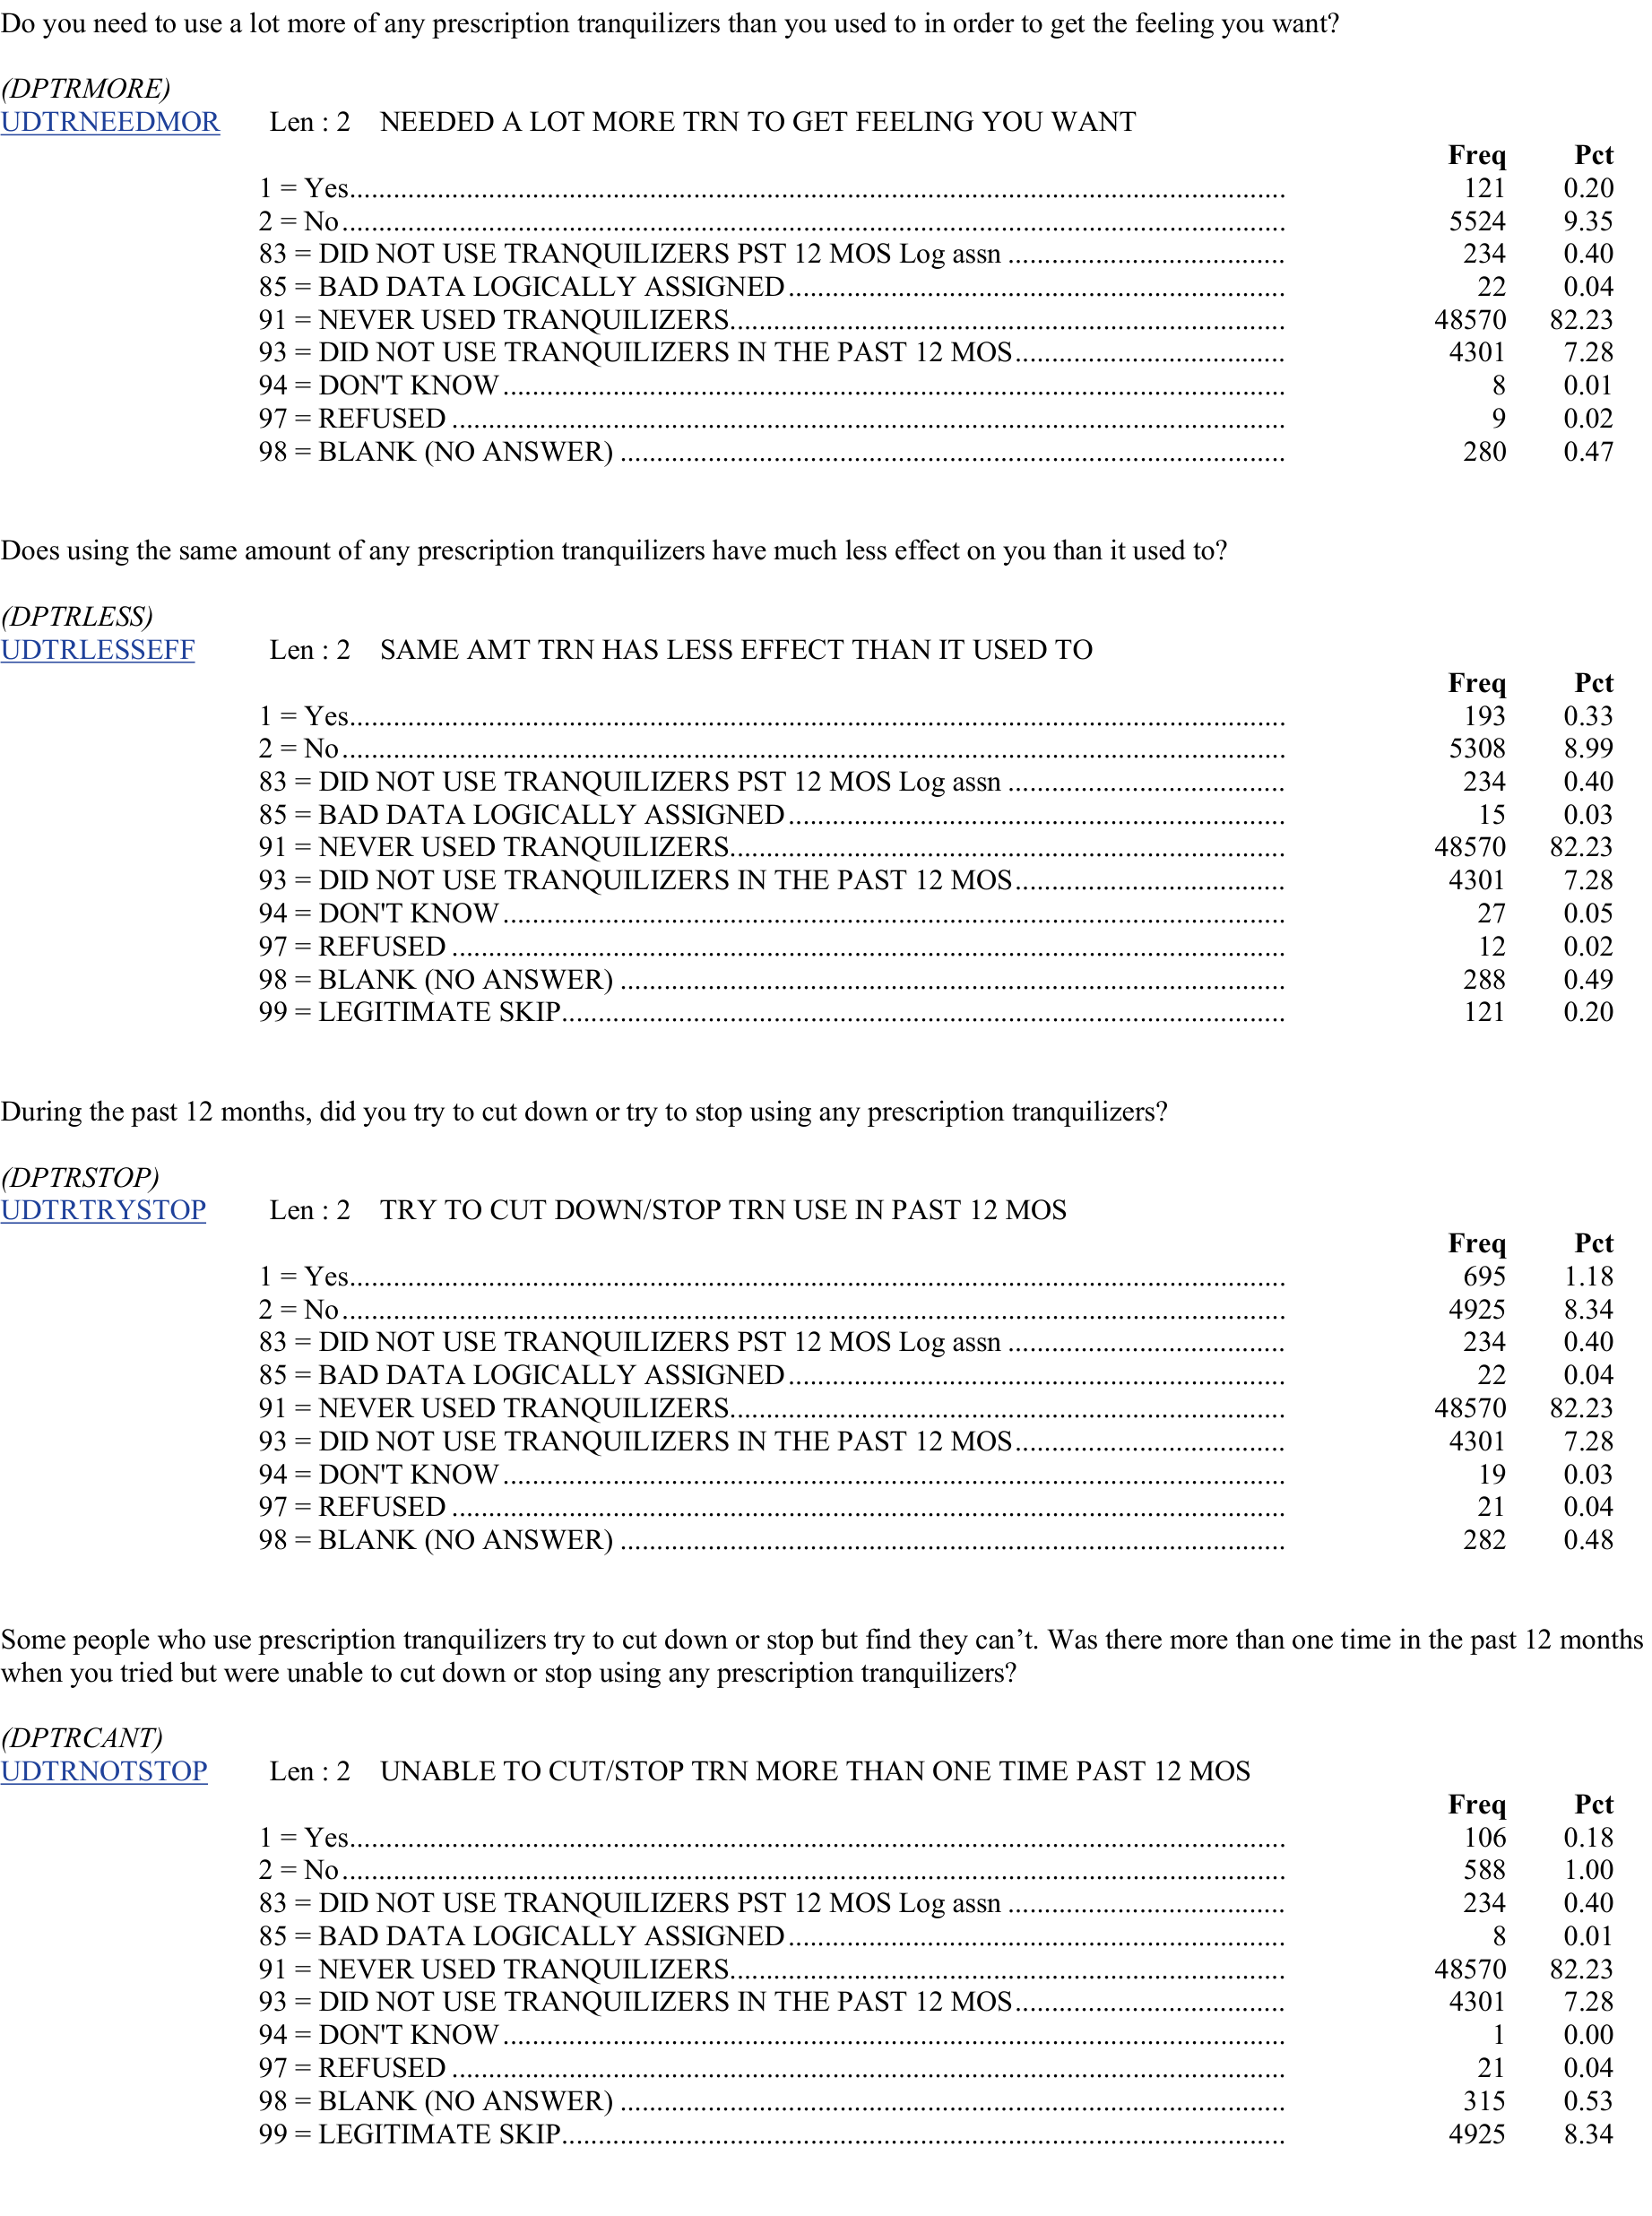 Do you need to use a lot more of any prescription tranquilizers than you used to in order to get the feeling you want?
(DPTRMORE)
UDTRNEEDMOR Len : 2 NEEDED A LOT MORE TRN TO GET FEELING YOU WANT
Freq Pct
1 = Yes................................................................ 121 0.20
2 = No................................................................ 5524 9.35
83 = DID NOT USE TRANQUILIZERS PST 12 MOS Log assn ................................ 234 0.40
85 = BAD DATA LOGICALLY ASSIGNED................................ 22 0.04
91 = NEVER USED TRANQUILIZERS................................ 48570 82.23
93 = DID NOT USE TRANQUILIZERS IN THE PAST 12 MOS................................ 4301 7.28
94 = DON'T KNOW ................................ 8 0.01
97 = REFUSED ................................ 9 0.02
98 = BLANK (NO ANSWER) ................................ 280 0.47
Does using the same amount of any prescription tranquilizers have much less effect on you than it used to?
(DPTRLESS)
UDTRLESSEFF Len : 2 SAME AMT TRN HAS LESS EFFECT THAN IT USED TO
Freq Pct
1 = Yes................................................................ 193 0.33
2 = No................................................................ 5308 8.99
83 = DID NOT USE TRANQUILIZERS PST 12 MOS Log assn ................................ 234 0.40
85 = BAD DATA LOGICALLY ASSIGNED................................ 15 0.03
91 = NEVER USED TRANQUILIZERS................................ 48570 82.23
93 = DID NOT USE TRANQUILIZERS IN THE PAST 12 MOS................................ 4301 7.28
94 = DON'T KNOW ................................ 27 0.05
97 = REFUSED ................................ 12 0.02
98 = BLANK (NO ANSWER) ................................ 288 0.49
99 = LEGITIMATE SKIP................................ 121 0.20
During the past 12 months, did you try to cut down or try to stop using any prescription tranquilizers?
(DPTRSTOP)
UDTRTRYSTOP Len : 2 TRY TO CUT DOWN/STOP TRN USE IN PAST 12 MOS
Freq Pct
1 = Yes................................................................ 695 1.18
2 = No................................................................ 4925 8.34
83 = DID NOT USE TRANQUILIZERS PST 12 MOS Log assn ................................ 234 0.40
85 = BAD DATA LOGICALLY ASSIGNED................................ 22 0.04
91 = NEVER USED TRANQUILIZERS................................ 48570 82.23
93 = DID NOT USE TRANQUILIZERS IN THE PAST 12 MOS................................ 4301 7.28
94 = DON'T KNOW ................................ 19 0.03
97 = REFUSED ................................ 21 0.04
98 = BLANK (NO ANSWER) ................................ 282 0.48
Some people who use prescription tranquilizers try to cut down or stop but find they can’t. Was there more than one time in the past 12 months
when you tried but were unable to cut down or stop using any prescription tranquilizers?
(DPTRCANT)
UDTRNOTSTOP Len : 2 UNABLE TO CUT/STOP TRN MORE THAN ONE TIME PAST 12 MOS
Freq Pct
1 = Yes................................................................ 106 0.18
2 = No................................................................ 588 1.00
83 = DID NOT USE TRANQUILIZERS PST 12 MOS Log assn ................................ 234 0.40
85 = BAD DATA LOGICALLY ASSIGNED................................ 8 0.01
91 = NEVER USED TRANQUILIZERS................................ 48570 82.23
93 = DID NOT USE TRANQUILIZERS IN THE PAST 12 MOS................................ 4301 7.28
94 = DON'T KNOW ................................ 1 0.00
97 = REFUSED ................................ 21 0.04
98 = BLANK (NO ANSWER) ................................ 315 0.53
99 = LEGITIMATE SKIP................................ 4925 8.34